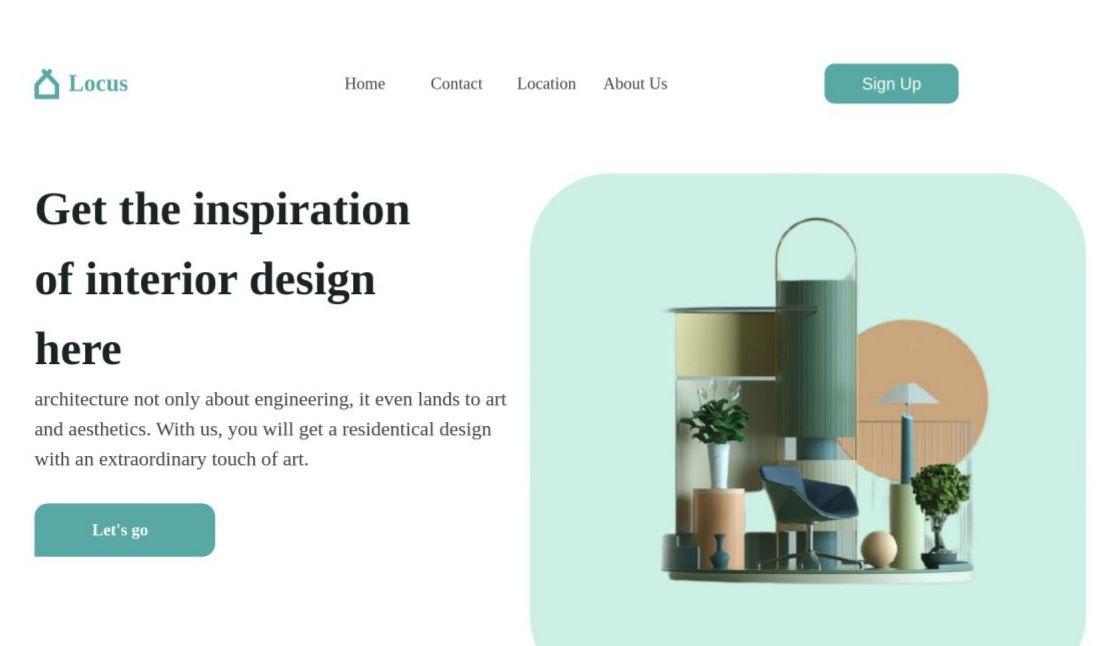 Locus
Home Contact Location About Us
Sign Up
Get the inspiration
of interior design
here
architecture not only about engineering, it even lands to art
and aesthetics. With us, you will get a residentical design
with an extraordinary touch of art.
Let's go